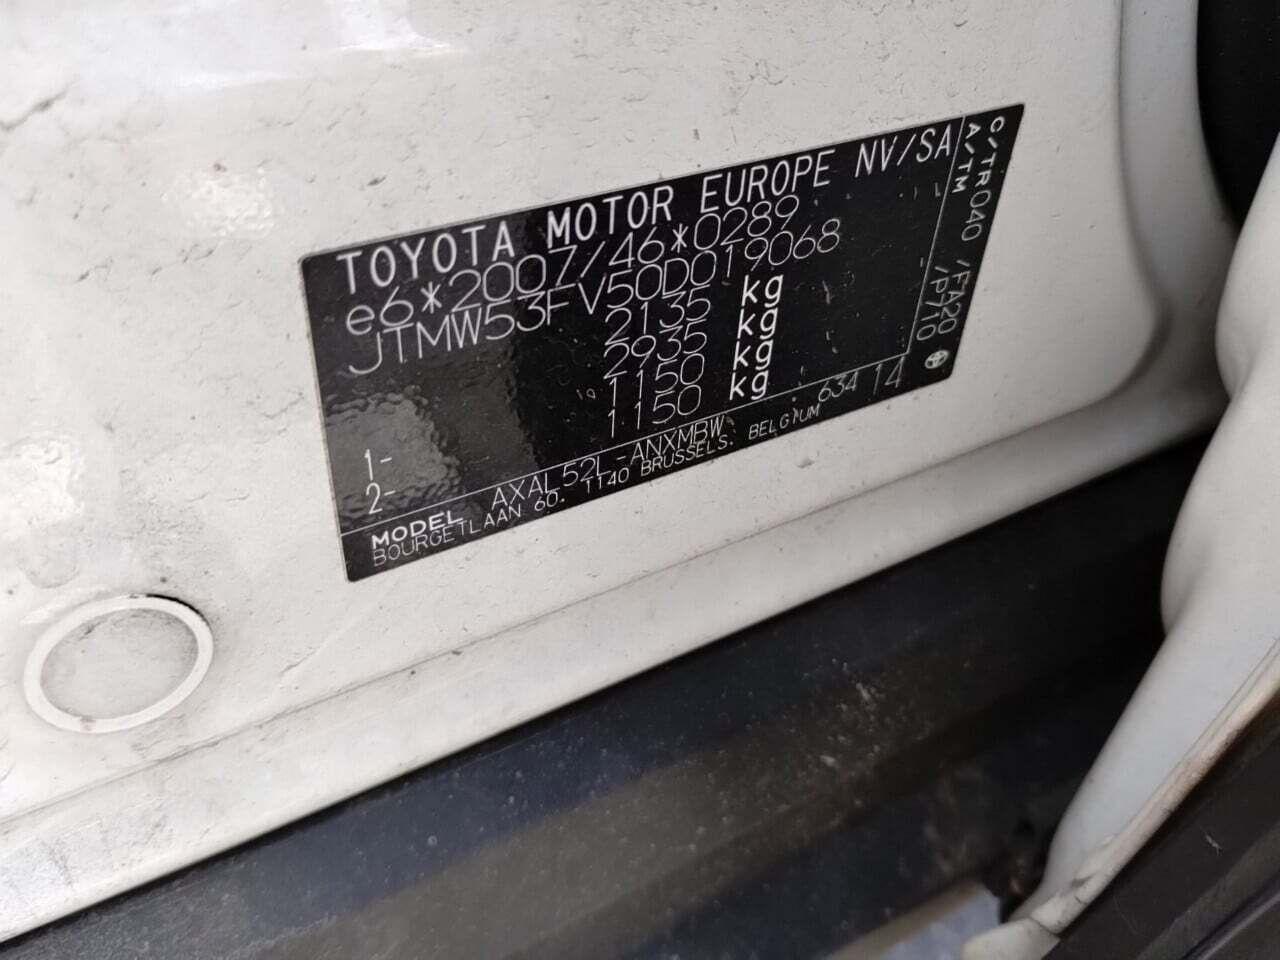 TOYOTA MOTOR EUROPE NV/SA
e6*2007/46*0289
JTMW53FV50D019068
2135 kg
2935 kg
1- 1150 kg
2- 1150 kg
MODEL AXAL52L-ANXMBW
BOURGETLAAN 60. 1140 BRUSSELS. BELGIUM
634 14
C/TR040 /FA20
A/TM /P710